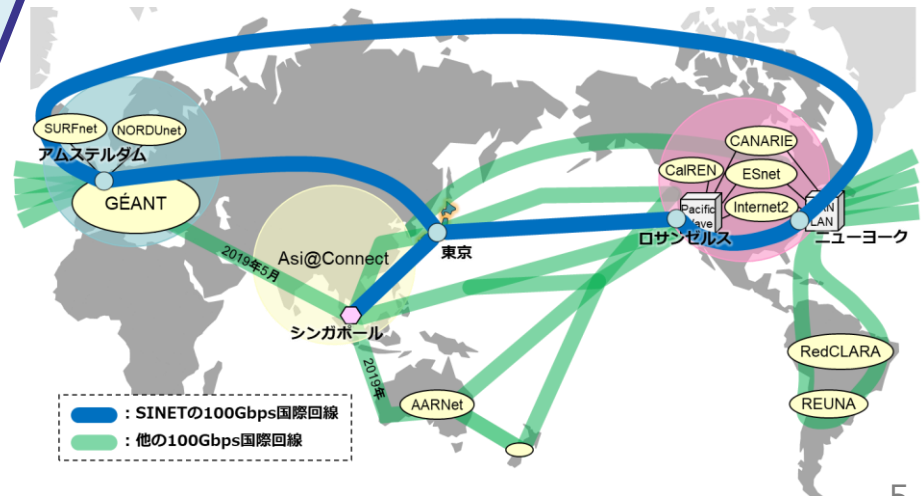 SURFnet
NORDUnet
アムステルダム
GÉANT
2019年5月
Asi@Connect
シンガポール
2019年
東京
CANARIE
CalREN
ESnet
Internet2
Pacific
ロサンゼルス
LAN
ニューヨーク
RedCLARA
REUNA
AARNet
: SINETの100Gbps国際回線
: 他の100Gbps国際回線
5